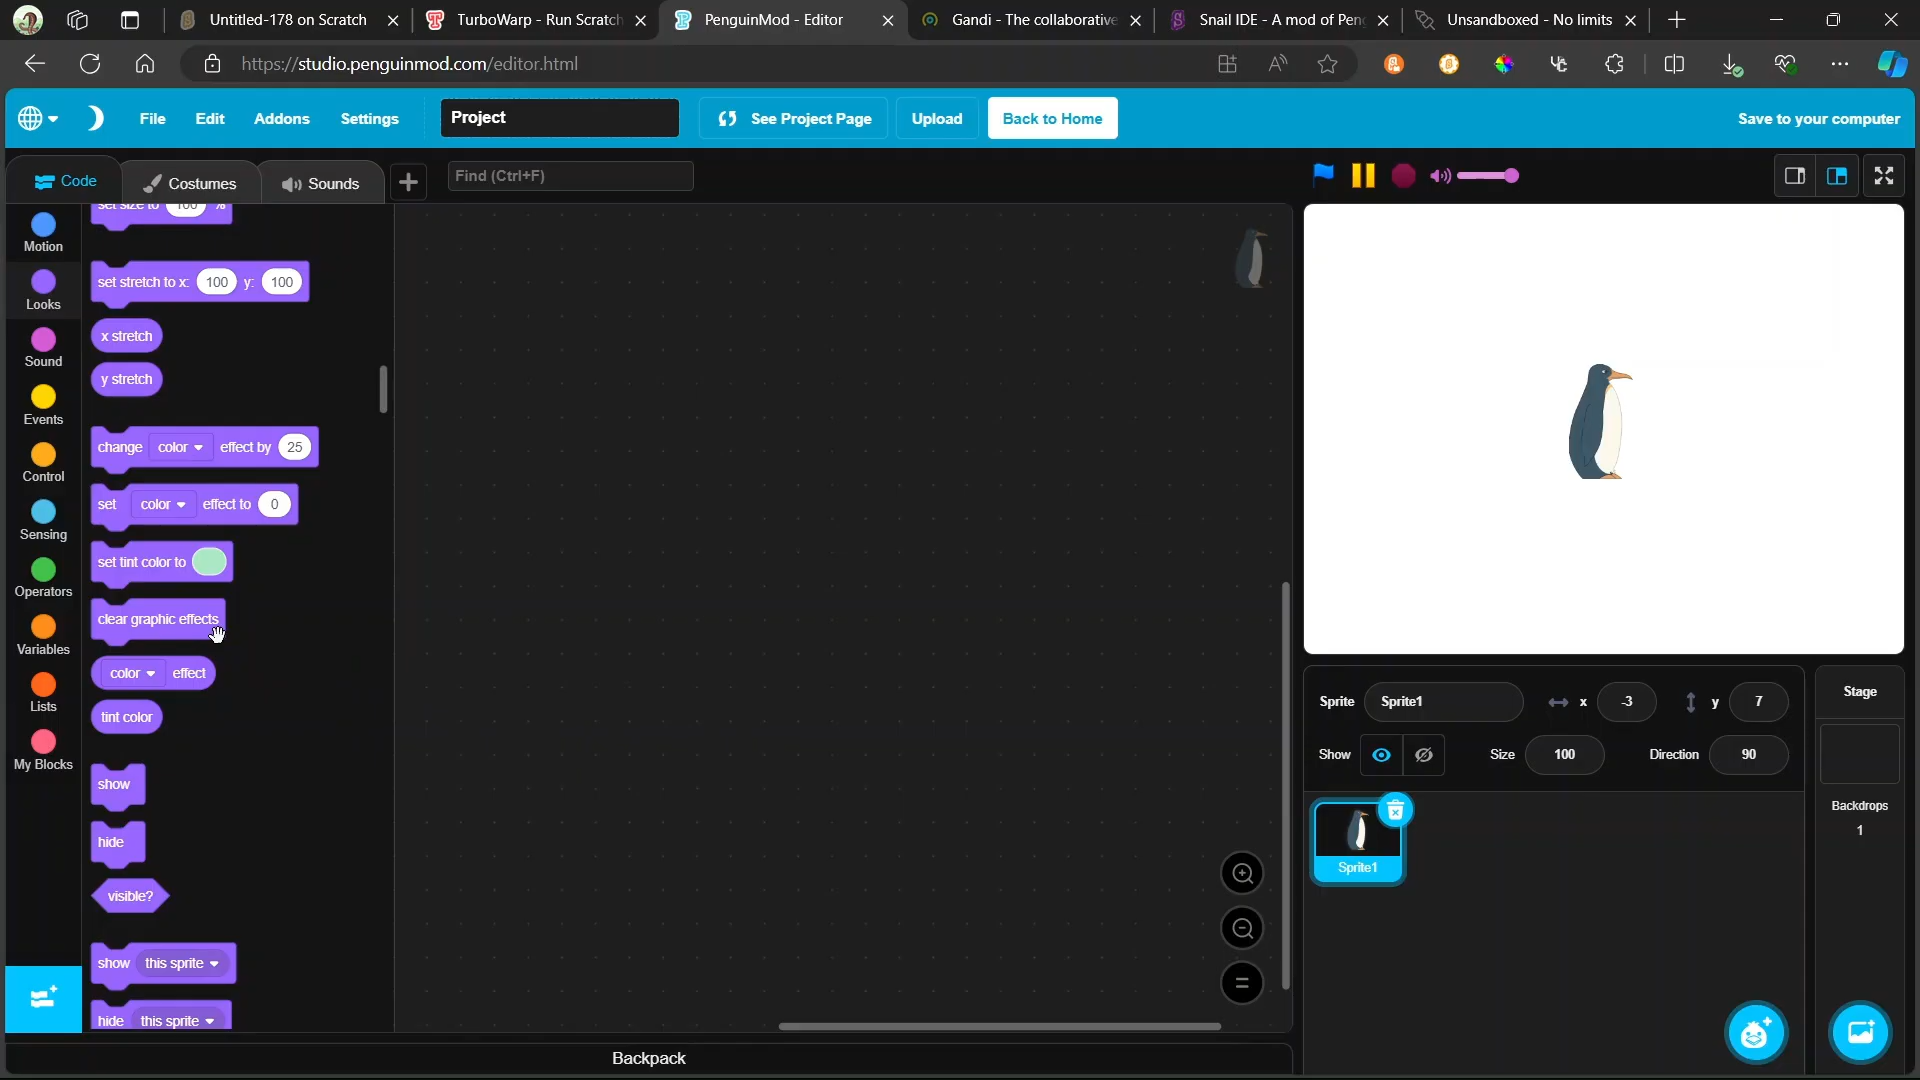 Untitled-178 on Scratch
TurboWarp - Run Scratch
PenguinMod - Editor
Gandi - The collaborative
Snail IDE - A mod of Pen
Unsandboxed - No limits
https://studio.penguinmod.com/editor.html
File Edit Addons Settings
Project
See Project Page
Upload
Back to Home
Save to your computer
Code
Costumes
Sounds
Find (Ctrl+F)
Motion
Looks
Sound
Events
Control
Sensing
Operators
Variables
Lists
My Blocks
set size to 100 %
set stretch to x: 100 y: 100
x stretch
y stretch
change color effect by 25
set color effect to 0
set tint color to
clear graphic effects
color effect
tint color
show
hide
visible?
show this sprite
hide this sprite
Backpack
Sprite Sprite1 x -3 y 7
Show Size 100 Direction 90
Sprite1
Stage
Backdrops
1